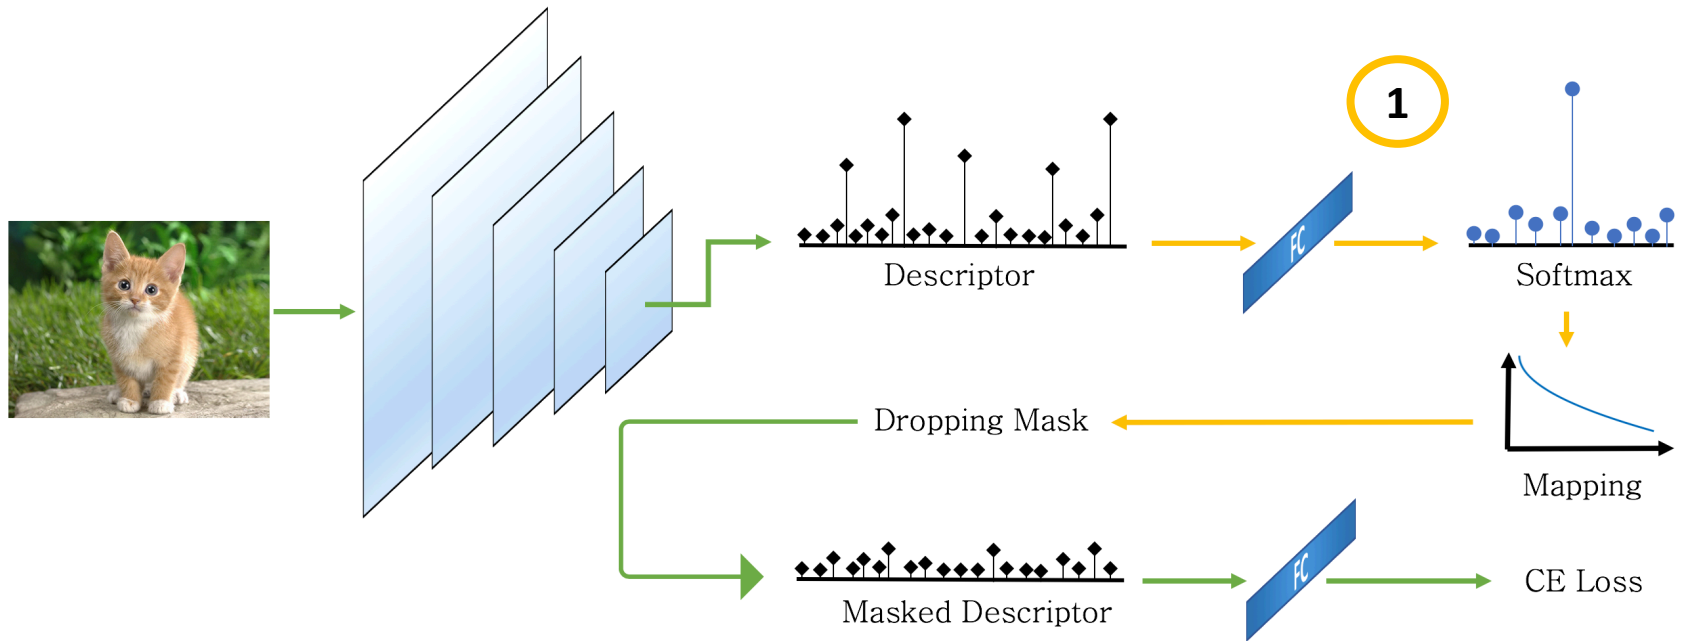 1
FC
Descriptor
Softmax
Dropping Mask
Mapping
FC
CE Loss
Masked Descriptor